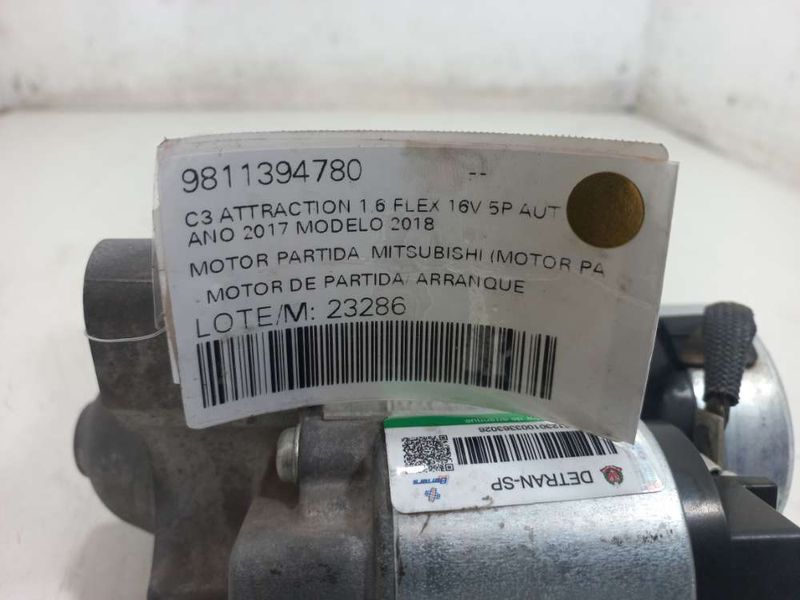 9811394780 --
C3 ATTRACTION 1.6 FLEX 16V 5P AUT
ANO 2017 MODELO 2018
MOTOR PARTIDA MITSUBISHI (MOTOR PA
- MOTOR DE PARTIDA/ ARRANQUE
LOTE/M: 23286
DETRAN-SP